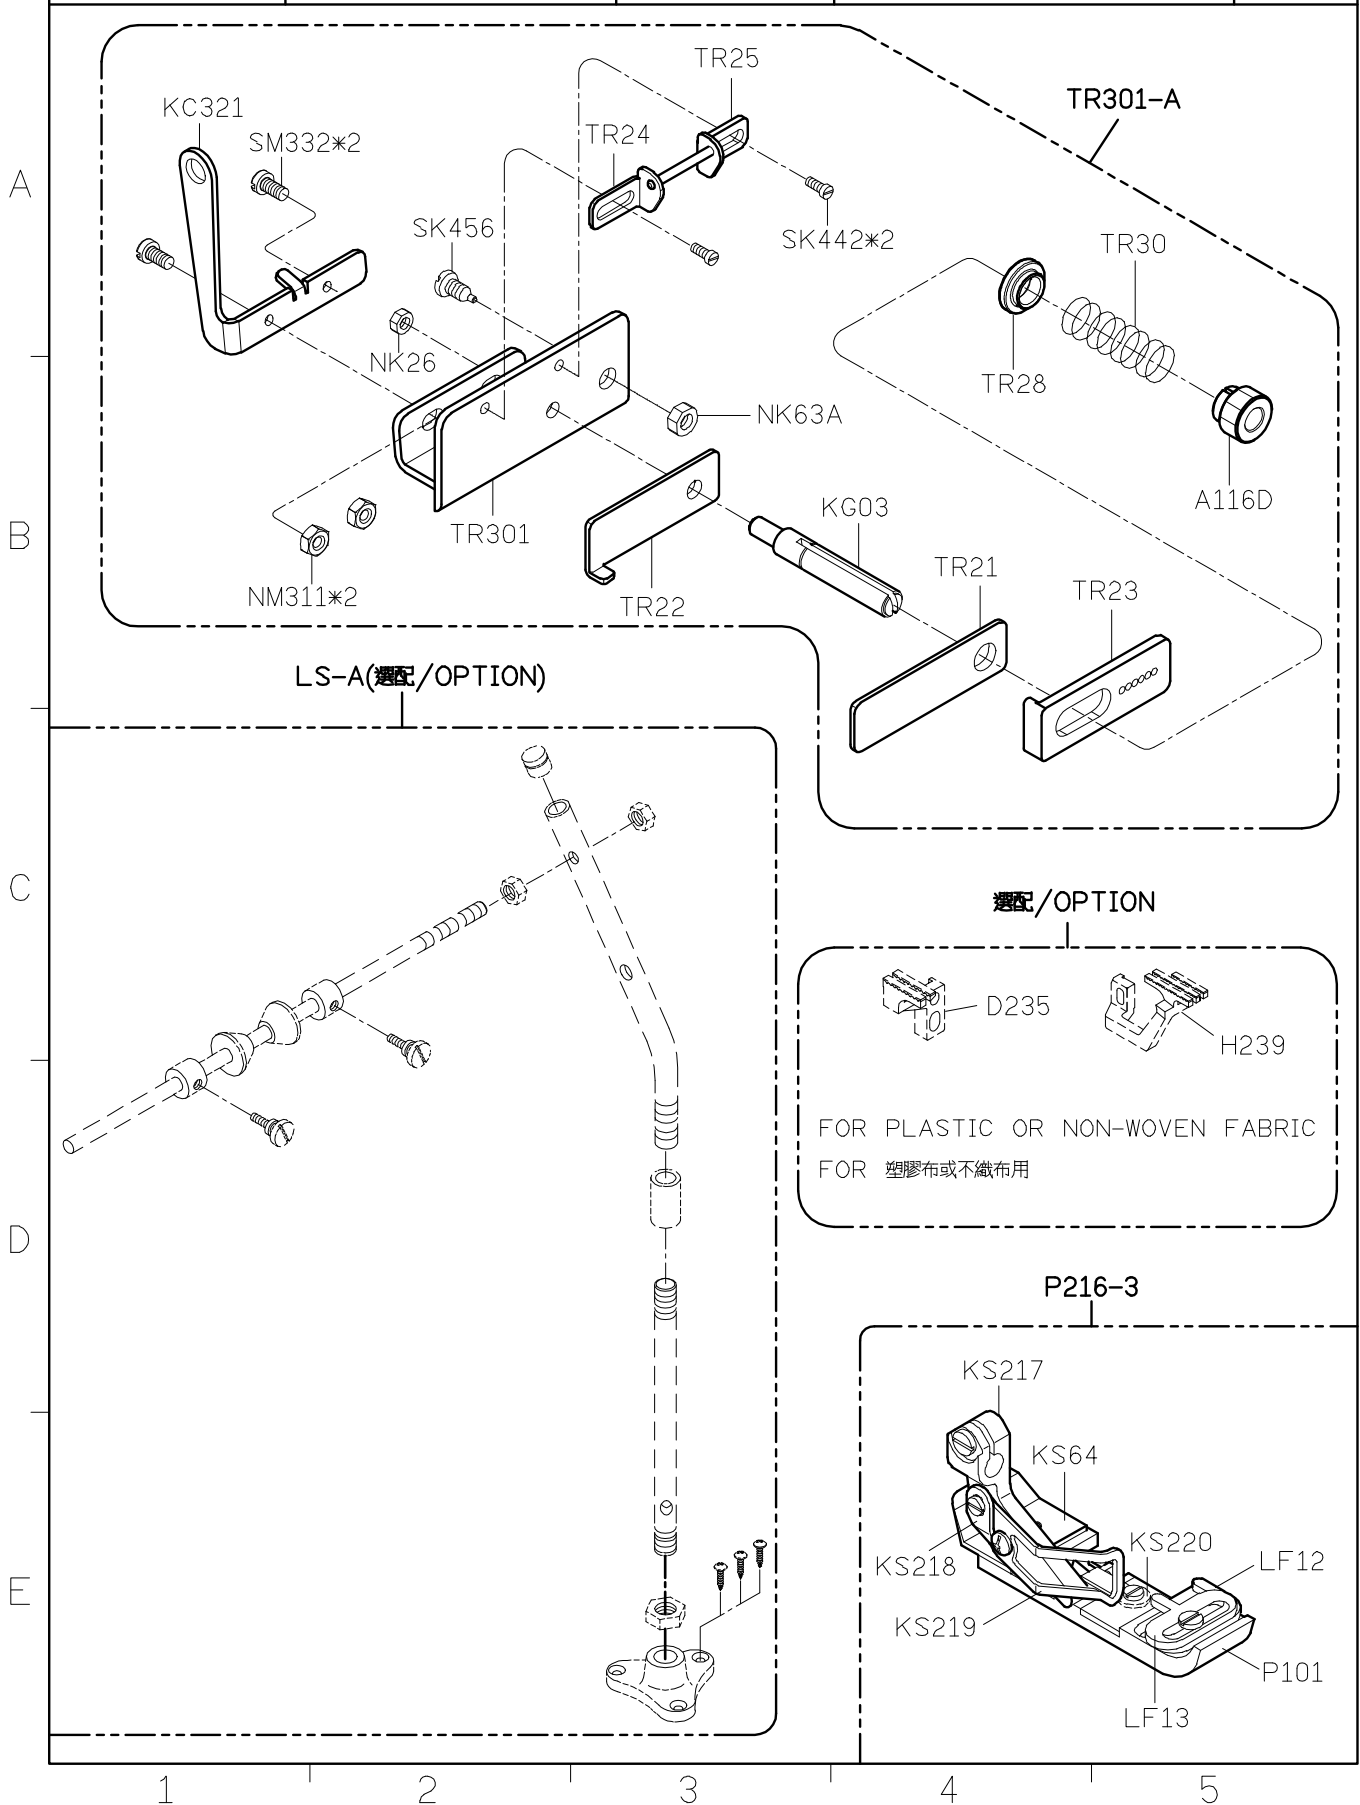 TR25
TR301-A
KC321
TR24
SM332*2
A
SK456
SK442*2
TR30
NK26
TR28
NK63A
A116D
KG03
TR301
B
TR21
TR23
NM311*2
TR22
LS-A(選配/OPTION)
C
選配/OPTION
D235
H239
FOR PLASTIC OR NON-WOVEN FABRIC
FOR 塑膠布或不織布用
D
P216-3
KS217
KS64
KS220
LF12
KS218
E
KS219
P101
LF13
1 2 3 4 5